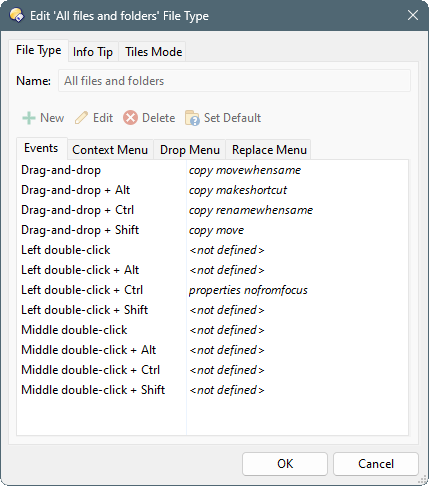 Edit 'All files and folders' File Type
File Type Info Tip Tiles Mode
Name: All files and folders
New Edit Delete Set Default
Events Context Menu Drop Menu Replace Menu
Drag-and-drop copy movewhensame
Drag-and-drop + Alt copy makeshortcut
Drag-and-drop + Ctrl copy renamewhensame
Drag-and-drop + Shift copy move
Left double-click <not defined>
Left double-click + Alt <not defined>
Left double-click + Ctrl properties nofromfocus
Left double-click + Shift <not defined>
Middle double-click <not defined>
Middle double-click + Alt <not defined>
Middle double-click + Ctrl <not defined>
Middle double-click + Shift <not defined>
OK Cancel